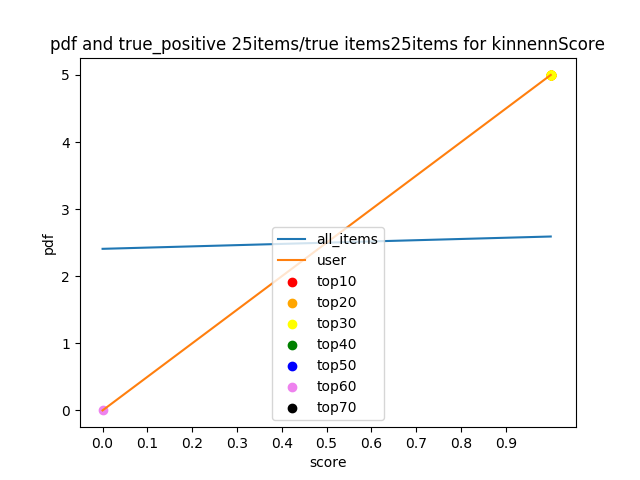 pdf and true_positive 25items/true items25items for kinnennScore
5
4
3
2
1
0
pdf
all_items
user
top10
top20
top30
top40
top50
top60
top70
0.0 0.1 0.2 0.3 0.4 0.5 0.6 0.7 0.8 0.9
score